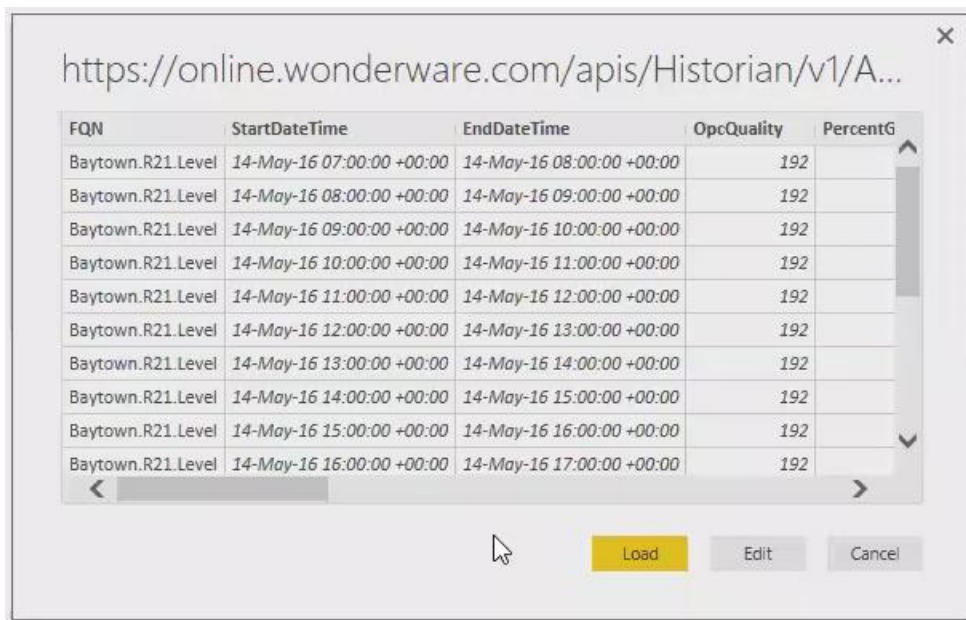 https://online.wonderware.com/apis/Historian/v1/A...
FQN StartDateTime EndDateTime OpcQuality PercentG
Baytown.R21.Level 14-May-16 07:00:00 +00:00 14-May-16 08:00:00 +00:00 192
Baytown.R21.Level 14-May-16 08:00:00 +00:00 14-May-16 09:00:00 +00:00 192
Baytown.R21.Level 14-May-16 09:00:00 +00:00 14-May-16 10:00:00 +00:00 192
Baytown.R21.Level 14-May-16 10:00:00 +00:00 14-May-16 11:00:00 +00:00 192
Baytown.R21.Level 14-May-16 11:00:00 +00:00 14-May-16 12:00:00 +00:00 192
Baytown.R21.Level 14-May-16 12:00:00 +00:00 14-May-16 13:00:00 +00:00 192
Baytown.R21.Level 14-May-16 13:00:00 +00:00 14-May-16 14:00:00 +00:00 192
Baytown.R21.Level 14-May-16 14:00:00 +00:00 14-May-16 15:00:00 +00:00 192
Baytown.R21.Level 14-May-16 15:00:00 +00:00 14-May-16 16:00:00 +00:00 192
Baytown.R21.Level 14-May-16 16:00:00 +00:00 14-May-16 17:00:00 +00:00 192
Load Edit Cancel